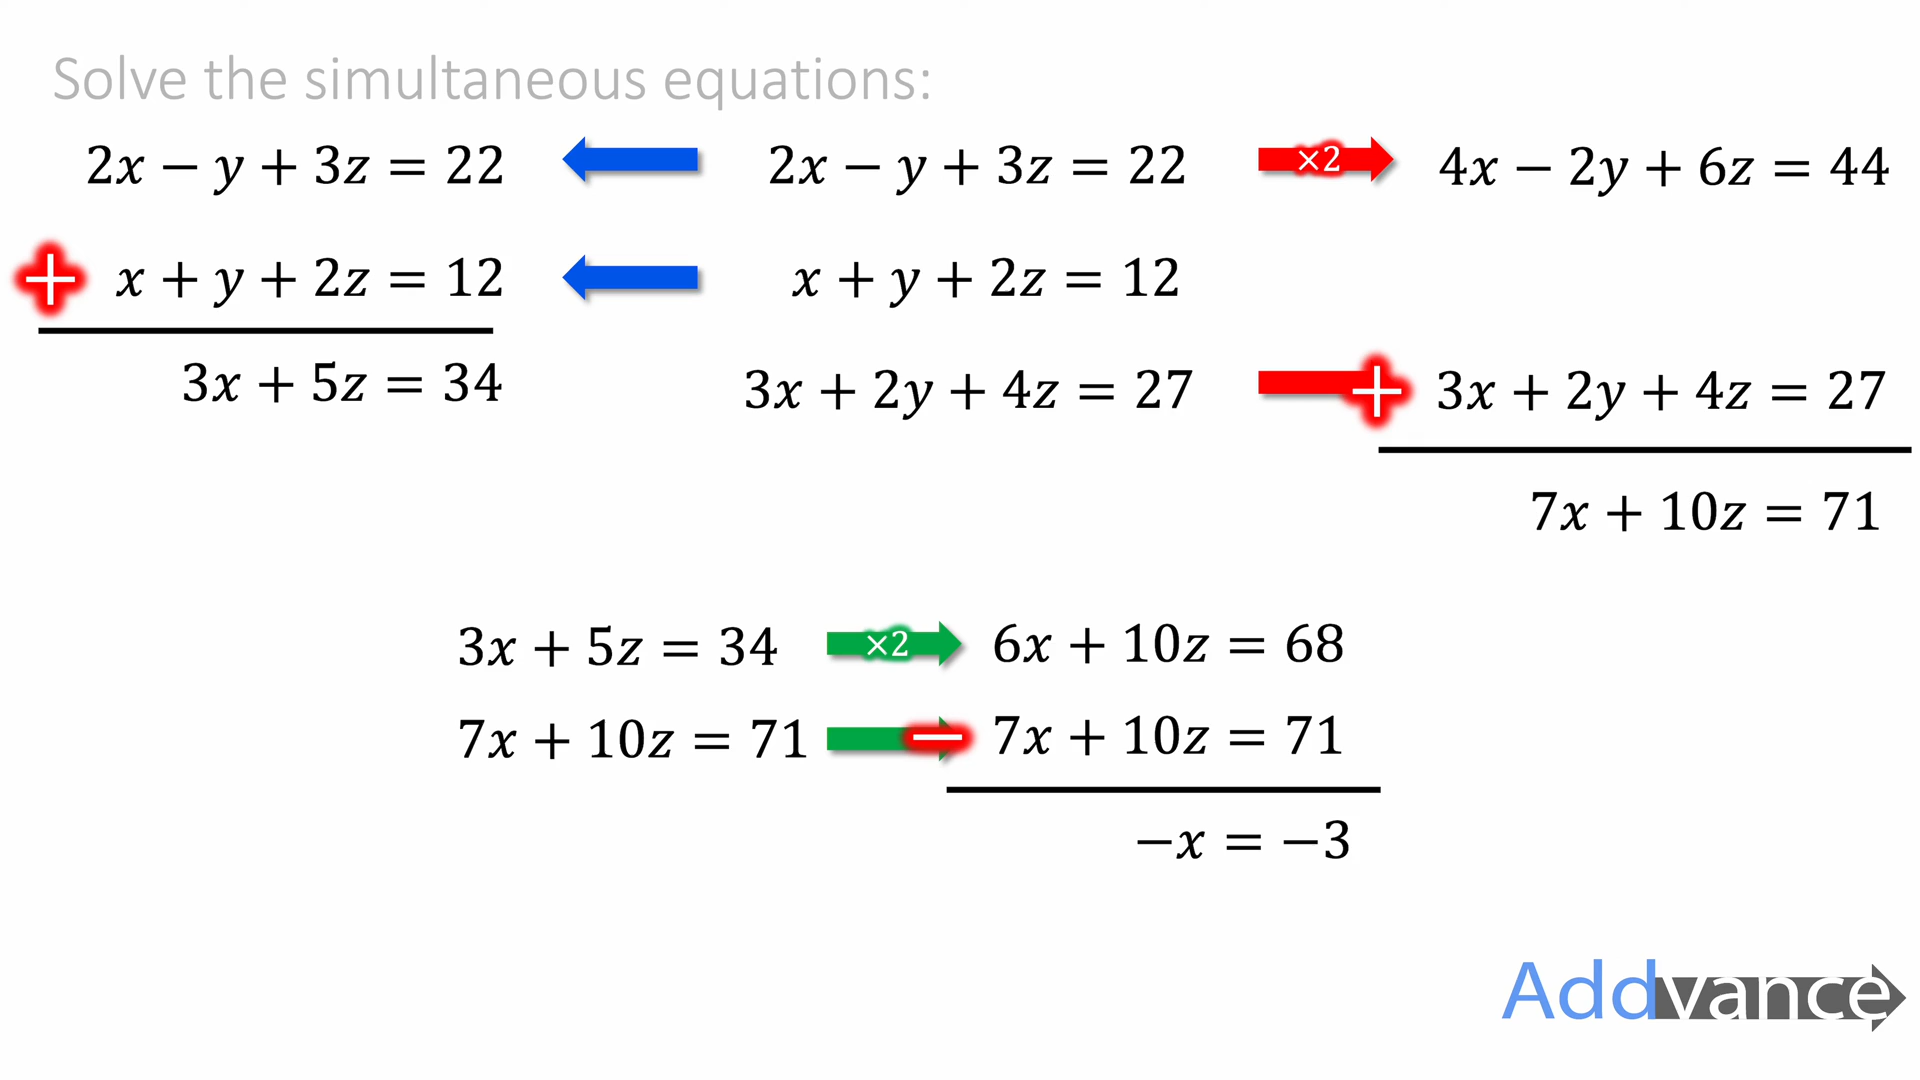 Solve the simultaneous equations:
2x − y + 3z = 22
2x − y + 3z = 22
×2
4x − 2y + 6z = 44
+
x + y + 2z = 12
x + y + 2z = 12
3x + 5z = 34
3x + 2y + 4z = 27
+
3x + 2y + 4z = 27
7x + 10z = 71
3x + 5z = 34
×2
6x + 10z = 68
7x + 10z = 71
−
7x + 10z = 71
−x = −3
Addvance